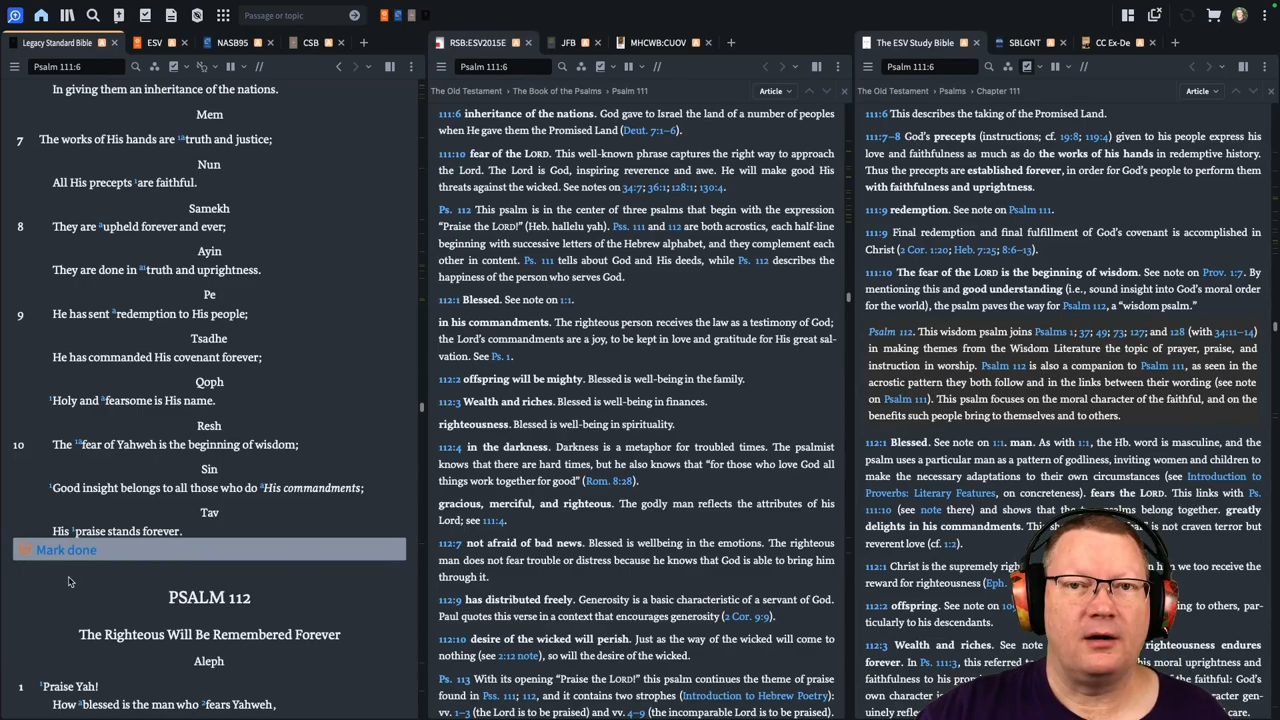 Passage or topic
Legacy Standard Bible
ESV
NASB95
CSB
RSB:ESV2015E
JFB
MHCWB:CUOV
The ESV Study Bible
SBLGNT
CC Ex-De
Psalm 111:6
Psalm 111:6
Psalm 111:6
In giving them an inheritance of the nations.
Mem
7 The works of His hands are 1a truth and justice;
Nun
All His precepts 1are faithful.
Samekh
8 They are aupheld forever and ever;
Ayin
They are done in a1truth and uprightness.
Pe
9 He has sent aredemption to His people;
Tsadhe
He has commanded His covenant forever;
Qoph
1Holy and afearsome is His name.
Resh
10 The 1afear of Yahweh is the beginning of wisdom;
Sin
1Good insight belongs to all those who do aHis commandments;
Tav
His 1praise stands forever.
Mark done
PSALM 112
The Righteous Will Be Remembered Forever
Aleph
1 1Praise Yah!
How ablessed is the man who 2fears Yahweh,
The Old Testament > The Book of the Psalms > Psalm 111
Article
111:6 inheritance of the nations. God gave to Israel the land of a number of peoples
when He gave them the Promised Land (Deut. 7:1–6).
111:10 fear of the LORD. This well-known phrase captures the right way to approach
the Lord. The Lord is God, inspiring reverence and awe. He will make good His
threats against the wicked. See notes on 34:7; 36:1; 128:1; 130:4.
Ps. 112 This psalm is in the center of three psalms that begin with the expression
“Praise the LORD!” (Heb. hallelu yah). Pss. 111 and 112 are both acrostics, each half-line
beginning with successive letters of the Hebrew alphabet, and they complement each
other in content. Ps. 111 tells about God and His deeds, while Ps. 112 describes the
happiness of the person who serves God.
112:1 Blessed. See note on 1:1.
in his commandments. The righteous person receives the law as a testimony of God;
the Lord’s commandments are a joy, to be kept in love and gratitude for His great sal-
vation. See Ps. 1.
112:2 offspring will be mighty. Blessed is well-being in the family.
112:3 Wealth and riches. Blessed is well-being in finances.
righteousness. Blessed is well-being in spirituality.
112:4 in the darkness. Darkness is a metaphor for troubled times. The psalmist
knows that there are hard times, but he also knows that “for those who love God all
things work together for good” (Rom. 8:28).
gracious, merciful, and righteous. The godly man reflects the attributes of his
Lord; see 111:4.
112:7 not afraid of bad news. Blessed is wellbeing in the emotions. The righteous
man does not fear trouble or distress because he knows that God is able to bring him
through it.
112:9 has distributed freely. Generosity is a basic characteristic of a servant of God.
Paul quotes this verse in a context that encourages generosity (2 Cor. 9:9).
112:10 desire of the wicked will perish. Just as the way of the wicked will come to
nothing (see 2:12 note), so will the desire of the wicked.
Ps. 113 With its opening “Praise the LORD!” this psalm continues the theme of praise
found in Pss. 111; 112, and it contains two strophes (Introduction to Hebrew Poetry):
vv. 1–3 (the Lord is to be praised) and vv. 4–9 (the incomparable Lord is to be praised).
The Old Testament > Psalms > Chapter 111
Article
111:6 This describes the taking of the Promised Land.
111:7–8 God’s precepts (instructions; cf. 19:8; 119:4) given to his people express his
love and faithfulness as much as do the works of his hands in redemptive history.
Thus the precepts are established forever, in order for God’s people to perform them
with faithfulness and uprightness.
111:9 redemption. See note on Psalm 111.
111:9 Final redemption and final fulfillment of God’s covenant is accomplished in
Christ (2 Cor. 1:20; Heb. 7:25; 8:6–13).
111:10 The fear of the LORD is the beginning of wisdom. See note on Prov. 1:7. By
mentioning this and good understanding (i.e., sound insight into God’s moral order
for the world), the psalm paves the way for Psalm 112, a “wisdom psalm.”
Psalm 112. This wisdom psalm joins Psalms 1; 37; 49; 73; 127; and 128 (with 34:11–14)
in making themes from the Wisdom Literature the topic of prayer, praise, and
instruction in worship. Psalm 112 is also a companion to Psalm 111, as seen in the
acrostic pattern they both follow and in the links between their wording (see note
on Psalm 111). This psalm focuses on the moral character of the faithful, and on the
benefits such people bring to themselves and to others.
112:1 Blessed. See note on 1:1. man. As with 1:1, the Hb. word is masculine, and the
psalm uses a particular man as a pattern of godliness, inviting women and children to
make the necessary adaptations to their own circumstances (see Introduction to
Proverbs: Literary Features, on concreteness). fears the LORD. This links with Ps.
111:10 (see note there) and shows that the two psalms belong together. greatly
delights in his commandments. This is not craven terror but
reverent love (cf. 1:2).
112:1 Christ is the supremely we too receive the
reward for righteousness (Eph.
112:2 offspring. See note on to others, par-
ticularly to his descendants.
112:3 Wealth and riches. See righteousness endures
forever. In Ps. 111:3, this referred his moral uprightness and
faithfulness to his God's
own character is character gen-
uinely